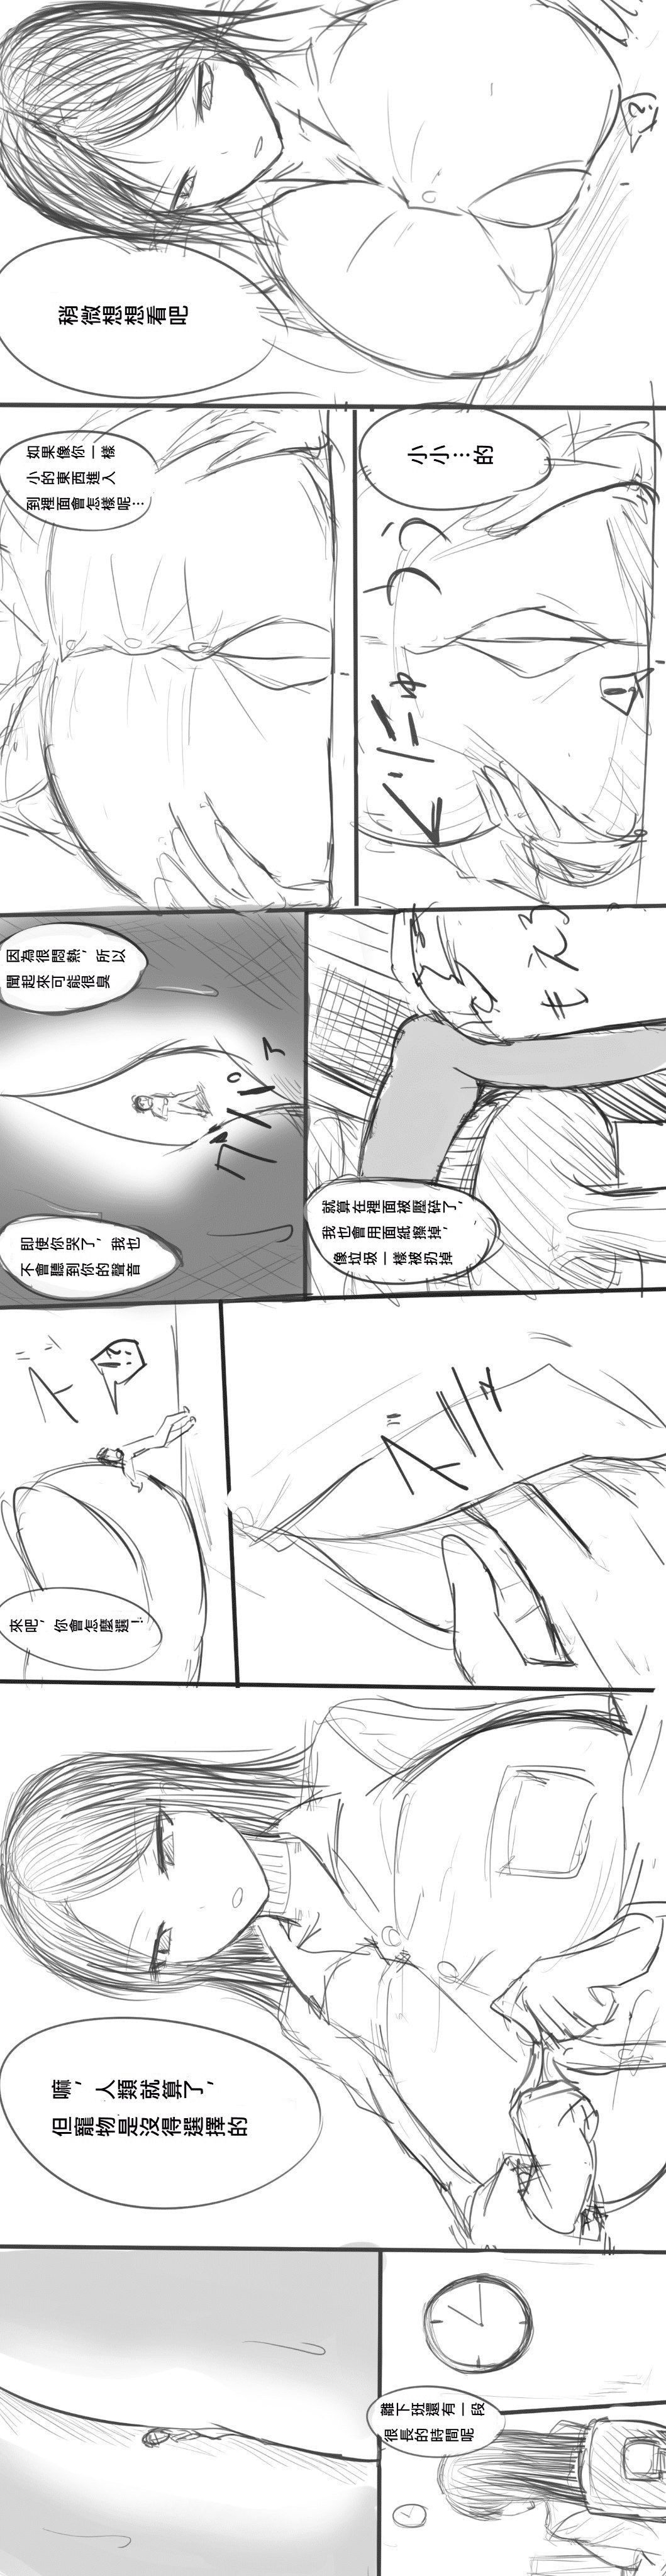 稍微想想看吧
小小…的
如果像你一樣
小的東西進入
到裡面會怎樣呢…
就算在裡面被壓碎了，
我也會用面紙擦掉，
像垃圾一樣被扔掉
因為很悶熱，所以
聞起來可能很臭
グパァ
即使你哭了，我也
不會聽到你的聲音
來吧，你會怎麼選！
嘛，人類就算了，
但寵物是沒得選擇的
離下班還有一段
很長的時間呢